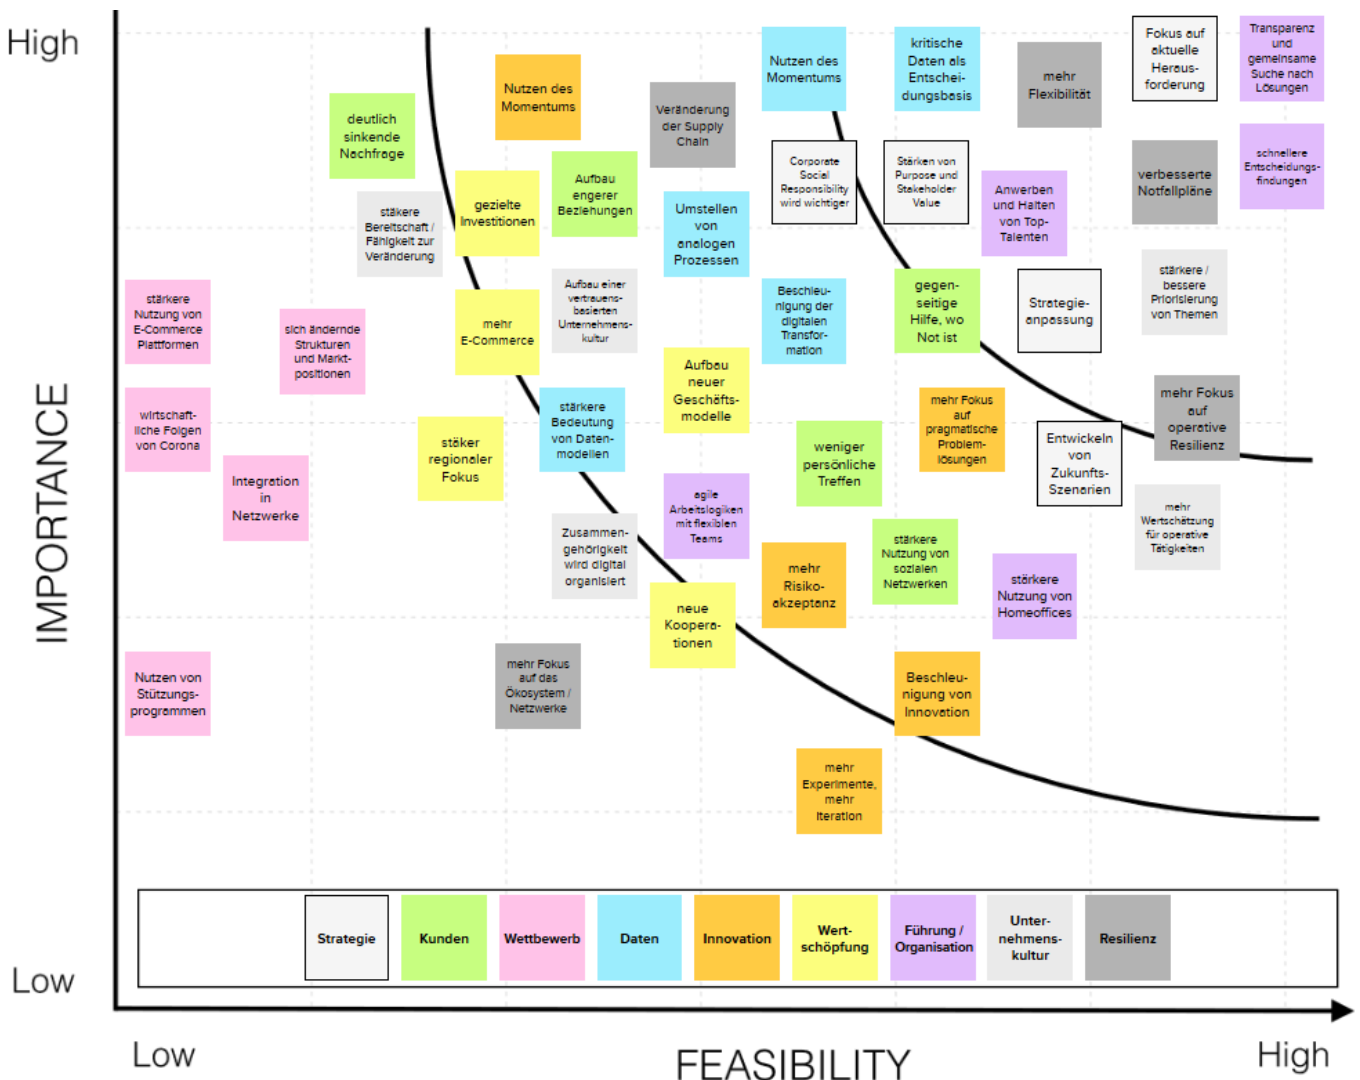 High
IMPORTANCE
Low
Low
FEASIBILITY
High
deutlich
sinkende
Nachfrage
Nutzen des
Momentums
Veränderung
der Supply
Chain
Nutzen des
Momentums
kritische
Daten als
Entschei-
dungsbasis
mehr
Flexibilität
Fokus auf
aktuelle
Heraus-
forderung
Transparenz
und
gemeinsame
Suche nach
Lösungen
stäkere
Bereitschaft /
Fähigkeit zur
Veränderung
gezielte
Investitionen
Aufbau
engerer
Beziehungen
Umstellen
von
analogen
Prozessen
Corporate
Social
Responsibility
wird wichtiger
Stärken von
Purpose und
Stakeholder
Value
Anwerben
und Halten
von Top-
Talenten
verbesserte
Notfallpläne
schnellere
Entscheidungs-
findungen
stärkere
Nutzung von
E-Commerce
Plattformen
sich ändernde
Strukturen
und Markt-
positionen
mehr
E-Commerce
Aufbau einer
vertrauens-
basierten
Unternehmens-
kultur
Beschleu-
nigung der
digitalen
Transfor-
mation
gegen-
seitige
Hilfe, wo
Not ist
Strategie-
anpassung
stärkere /
bessere
Priorisierung
von Themen
wirtschaft-
liche Folgen
von Corona
Integration
in
Netzwerke
stäker
regionaler
Fokus
stärkere
Bedeutung
von Daten-
modellen
Aufbau
neuer
Geschäfts-
modelle
weniger
persönliche
Treffen
mehr Fokus
auf
pragmatische
Problem-
lösungen
Entwickeln
von
Zukunfts-
Szenarien
mehr Fokus
auf
operative
Resilienz
Zusammen-
gehörigkeit
wird digital
organisiert
agile
Arbeitslogiken
mit flexiblen
Teams
mehr
Risiko-
akzeptanz
stärkere
Nutzung von
sozialen
Netzwerken
stärkere
Nutzung von
Homeoffices
mehr
Wertschätzung
für operative
Tätigkeiten
Nutzen von
Stützungs-
programmen
mehr Fokus
auf das
Ökosystem /
Netzwerke
neue
Koopera-
tionen
Beschleu-
nigung von
Innovation
mehr
Experimente,
mehr
Iteration
Strategie
Kunden
Wettbewerb
Daten
Innovation
Wert-
schöpfung
Führung /
Organisation
Unter-
nehmens-
kultur
Resilienz